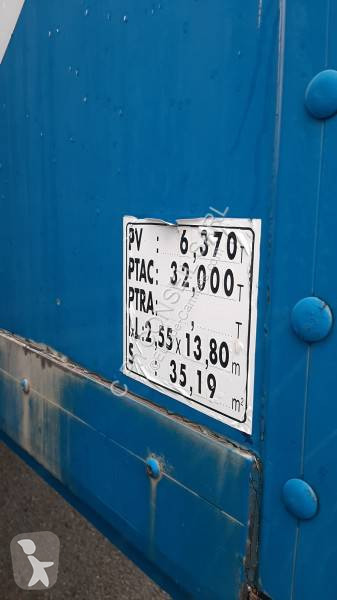 PV : 6,370 T
PTAC: 32,000 T
PTRA: , T
L.L:2,55 x 13,80 m
S : 35,19 m²